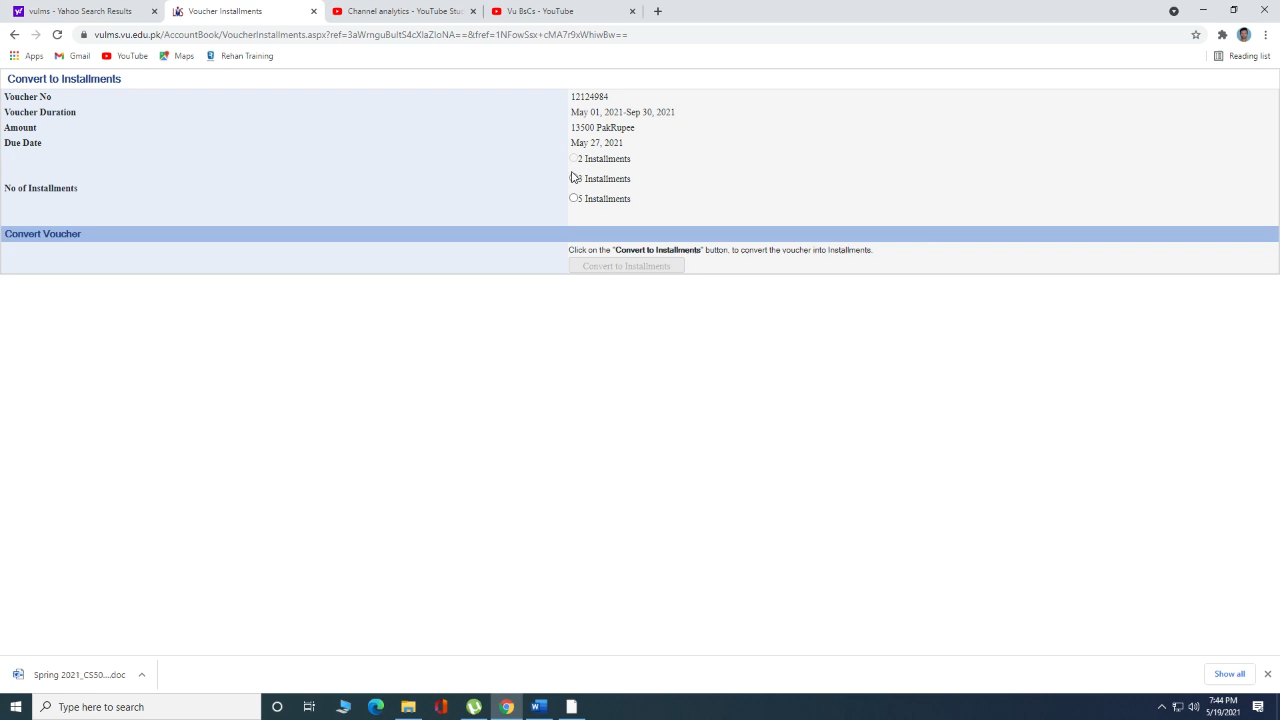 vulms - Yahoo Search Results
Voucher Installments
Channel analytics - YouTube Stu
Vu BsCs - YouTube
vulms.vu.edu.pk/AccountBook/VoucherInstallments.aspx?ref=3aWrnguBultS4cXlaZloNA==&tref=1NFowSsx+cMA7r9xWhiwBw==
Apps
Gmail
YouTube
Maps
Rehan Training
Reading list
Convert to Installments
Voucher No
12124984
Voucher Duration
May 01, 2021-Sep 30, 2021
Amount
13500 PakRupee
Due Date
May 27, 2021
No of Installments
2 Installments
3 Installments
5 Installments
Convert Voucher
Click on the "Convert to Installments" button. to convert the voucher into Installments.
Convert to Installments
Spring 2021_CS50....doc
Show all
Type here to search
7:44 PM
5/19/2021